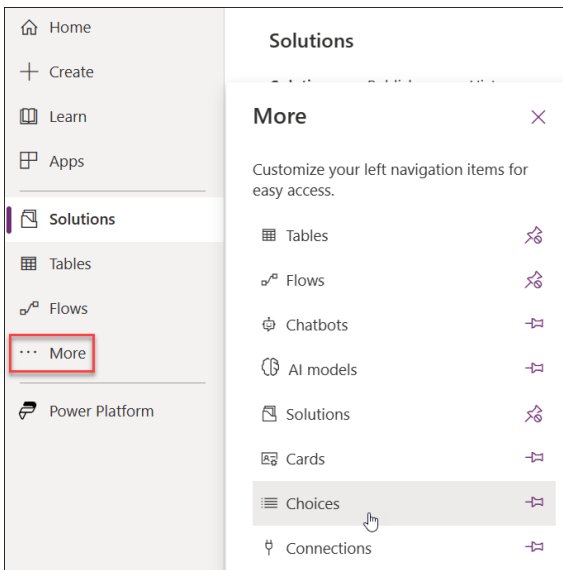 Home
Create
Learn
Apps
Solutions
Tables
Flows
··· More
Power Platform
Solutions
More
Customize your left navigation items for
easy access.
Tables
Flows
Chatbots
AI models
Solutions
Cards
Choices
Connections